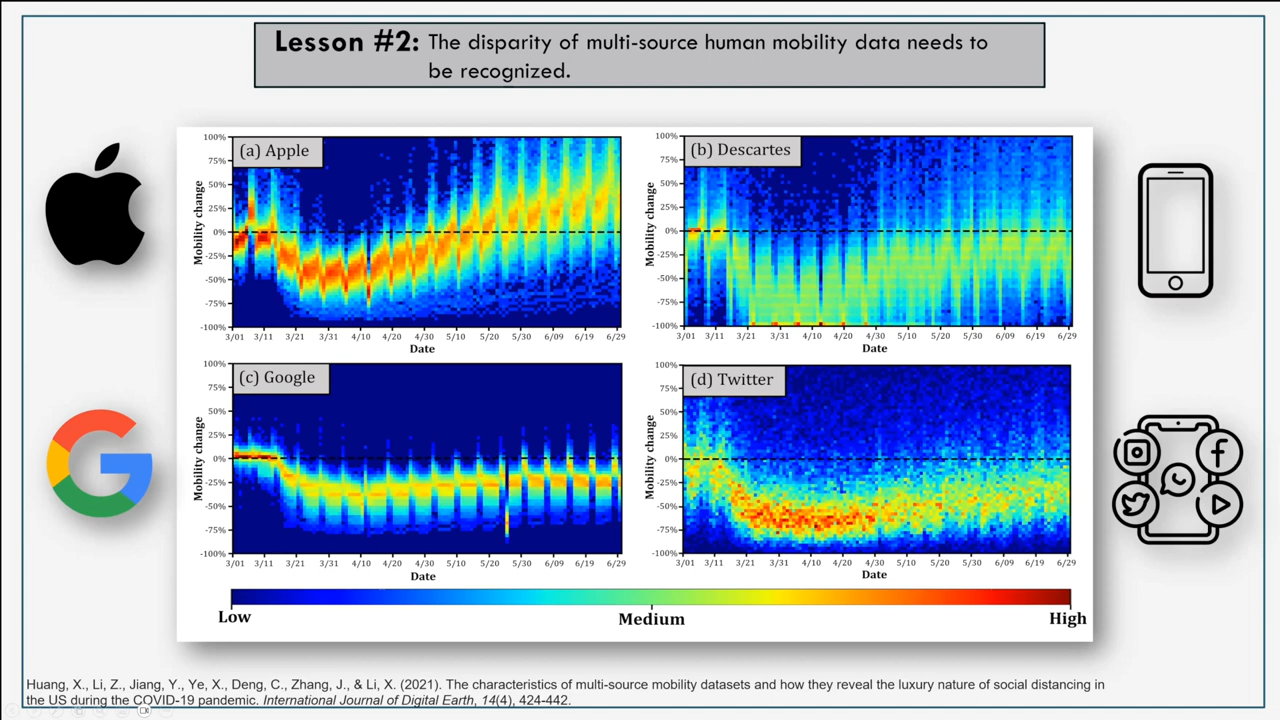 Lesson #2: The disparity of multi-source human mobility data needs to
be recognized.
(a) Apple
100%
75%
50%
25%
0%
-25%
-50%
-75%
-100%
Mobility change
3/01 3/11 3/21 3/31 4/10 4/20 4/30 5/10 5/20 5/30 6/09 6/19 6/29
Date
(b) Descartes
100%
75%
50%
25%
0%
-25%
-50%
-75%
-100%
Mobility change
3/01 3/11 3/21 3/31 4/10 4/20 4/30 5/10 5/20 5/30 6/09 6/19 6/29
Date
(c) Google
100%
75%
50%
25%
0%
-25%
-50%
-75%
-100%
Mobility change
3/01 3/11 3/21 3/31 4/10 4/20 4/30 5/10 5/20 5/30 6/09 6/19 6/29
Date
(d) Twitter
100%
75%
50%
25%
0%
-25%
-50%
-75%
-100%
Mobility change
3/01 3/11 3/21 3/31 4/10 4/20 4/30 5/10 5/20 5/30 6/09 6/19 6/29
Date
Low Medium High
Huang, X., Li, Z., Jiang, Y., Ye, X., Deng, C., Zhang, J., & Li, X. (2021). The characteristics of multi-source mobility datasets and how they reveal the luxury nature of social distancing in
the US during the COVID-19 pandemic. International Journal of Digital Earth, 14(4), 424-442.